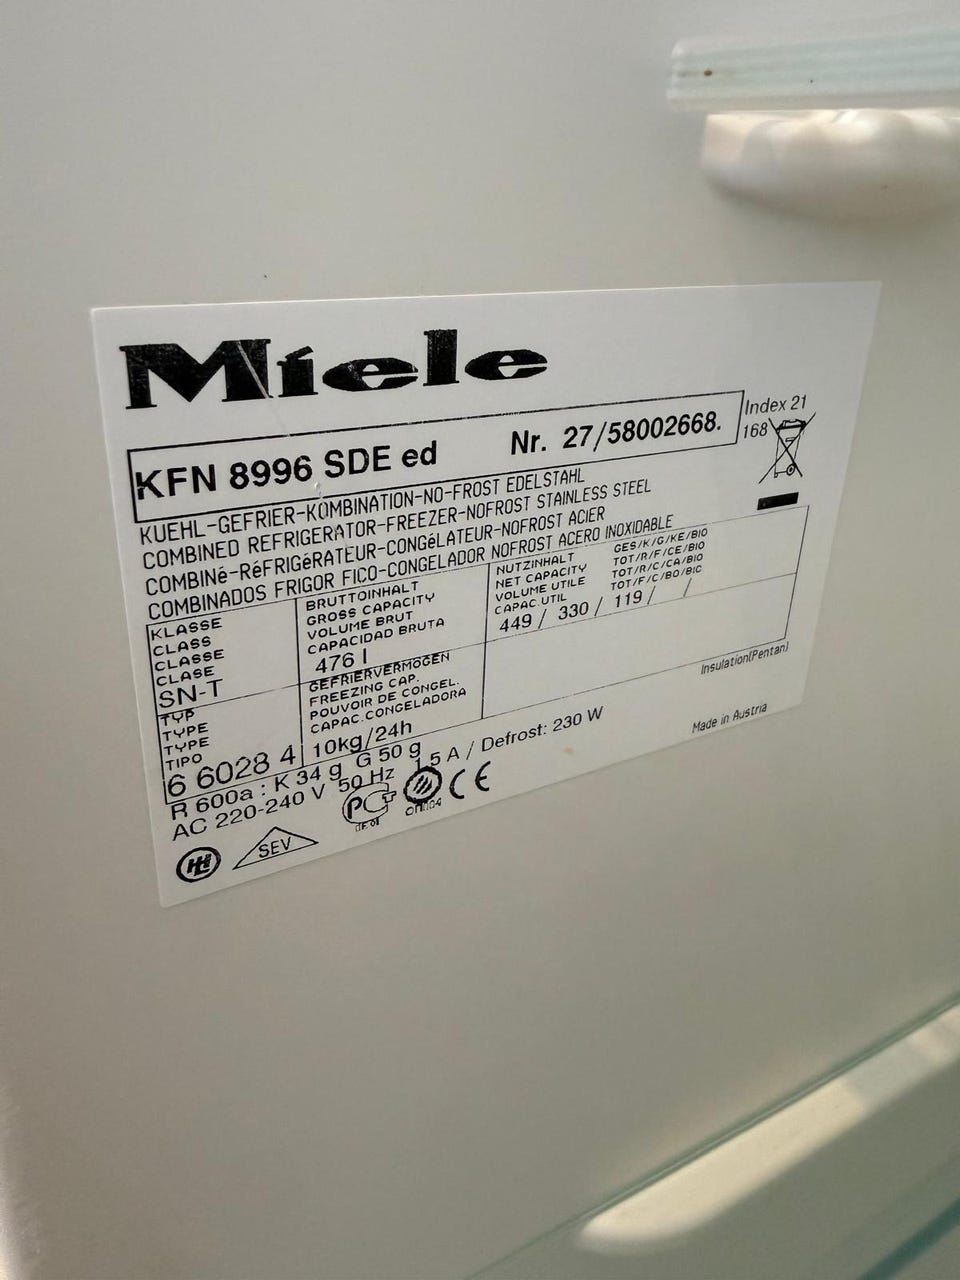 Miele
KFN 8996 SDE ed Nr. 27/58002668.
Index 21
168
KUEHL-GEFRIER-KOMBINATION-NO-FROST EDELSTAHL
COMBINED REFRIGERATOR-FREEZER-NOFROST STAINLESS STEEL
COMBINé-RéFRIGéRATEUR-CONGéLATEUR-NOFROST ACIER
COMBINADOS FRIGOR FICO-CONGELADOR NOFROST ACERO INOXIDABLE
KLASSE
CLASS
CLASSE
CLASE
SN-T
BRUTTOINHALT
GROSS CAPACITY
VOLUME BRUT
CAPACIDAD BRUTA
476 l
NUTZINHALT GES/K/G/KE/BIO
NET CAPACITY TOT/R/F/CE/BIO
VOLUME UTILE TOT/R/C/CA/BIO
CAPAC UTIL TOT/F/C/BO/BIC
449 / 330 / 119 / /
TYP
TYPE
TYPE
TIPO
6 6028 4
GEFRIERVERMÖGEN
FREEZING CAP.
POUVOIR DE CONGEL.
CAPAC.CONGELADORA
10kg/24h
Insulation(Pentan)
R 600a : K 34 g G 50 g
AC 220-240 V 50 Hz 1,5 A / Defrost: 230 W
Made in Austria
SEV
PCT
CE